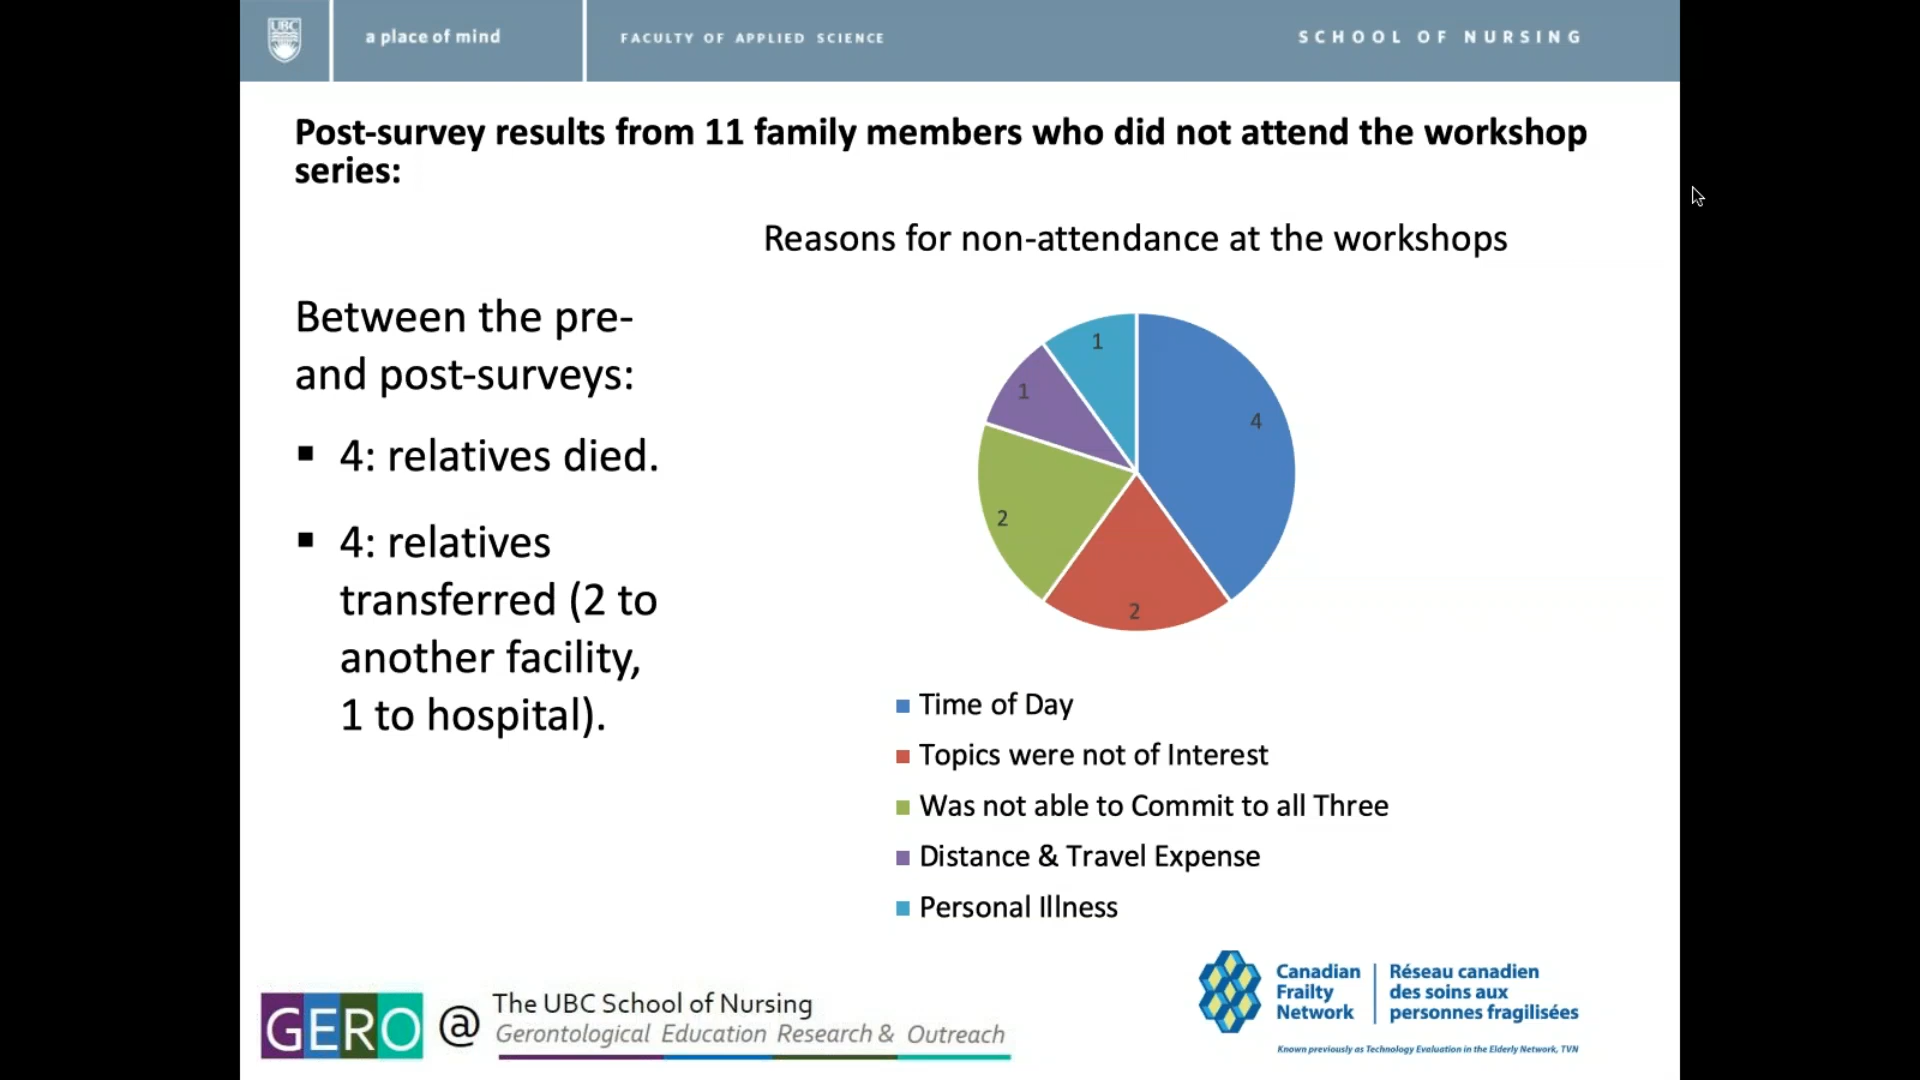 UBC
a place of mind
FACULTY OF APPLIED SCIENCE
SCHOOL OF NURSING
Post-survey results from 11 family members who did not attend the workshop
series:
Reasons for non-attendance at the workshops
Between the pre-
and post-surveys:
▪ 4: relatives died.
▪ 4: relatives
transferred (2 to
another facility,
1 to hospital).
1
1
4
2
2
Time of Day
Topics were not of Interest
Was not able to Commit to all Three
Distance & Travel Expense
Personal Illness
GERO @
The UBC School of Nursing
Gerontological Education Research & Outreach
Canadian
Frailty
Network
Réseau canadien
des soins aux
personnes fragilisées
Known previously as Technology Evaluation in the Elderly Network, TVN